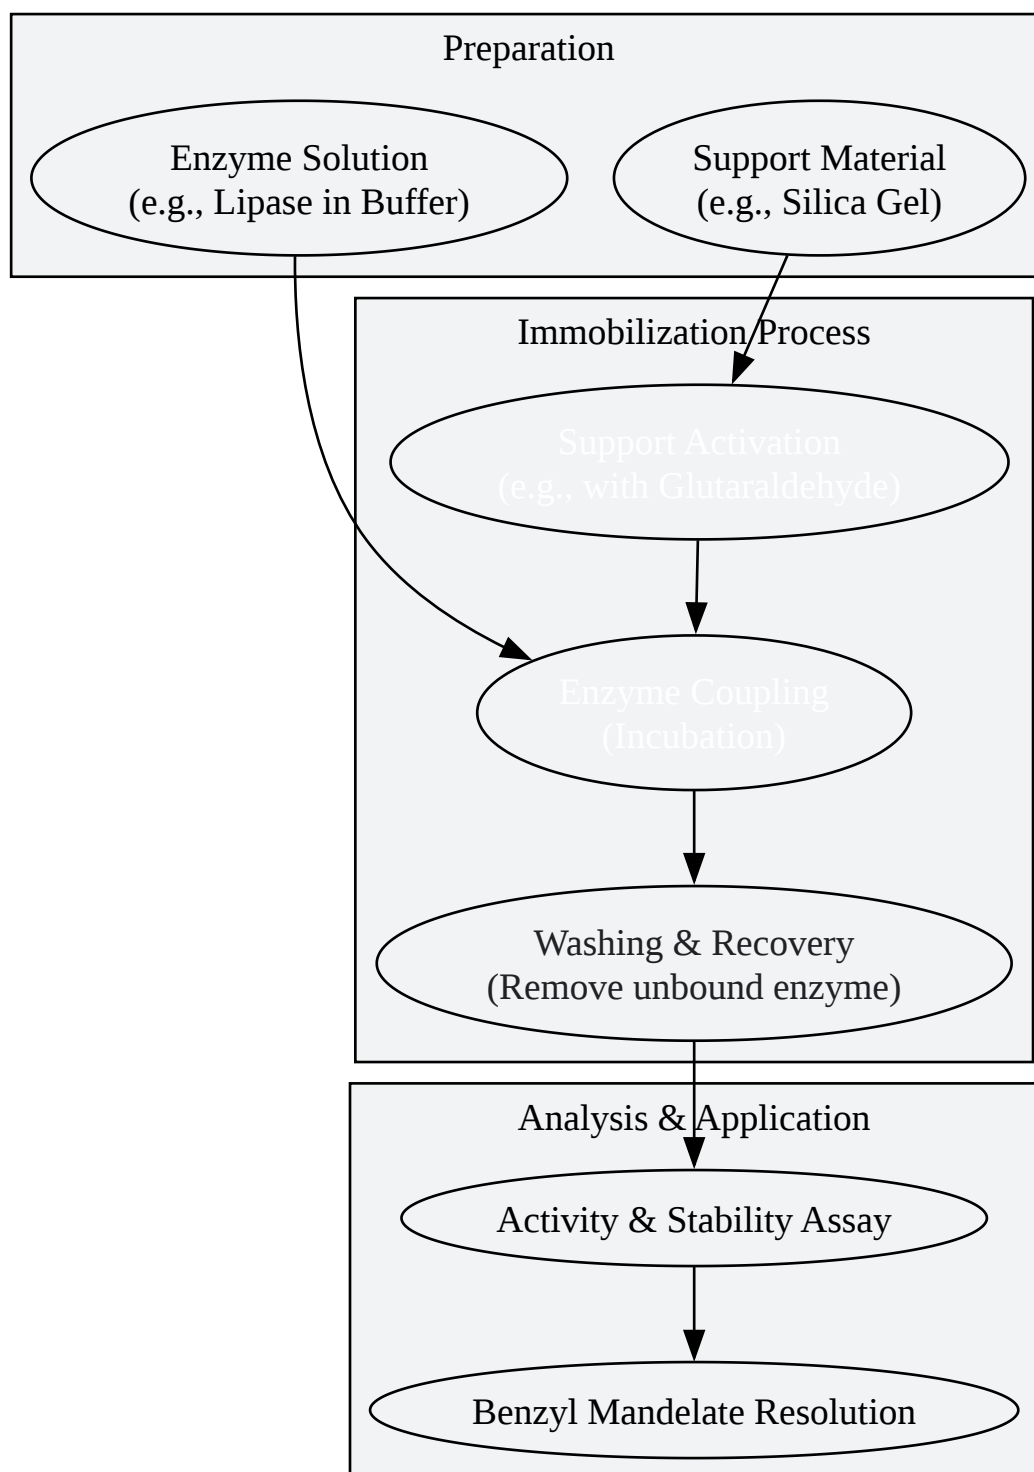 Preparation
Enzyme Solution
(e.g., Lipase in Buffer)
Support Material
(e.g., Silica Gel)
Immobilization Process
Support Activation
(e.g., with Glutaraldehyde)
Enzyme Coupling
(Incubation)
Washing & Recovery
(Remove unbound enzyme)
Analysis & Application
Activity & Stability Assay
Benzyl Mandelate Resolution